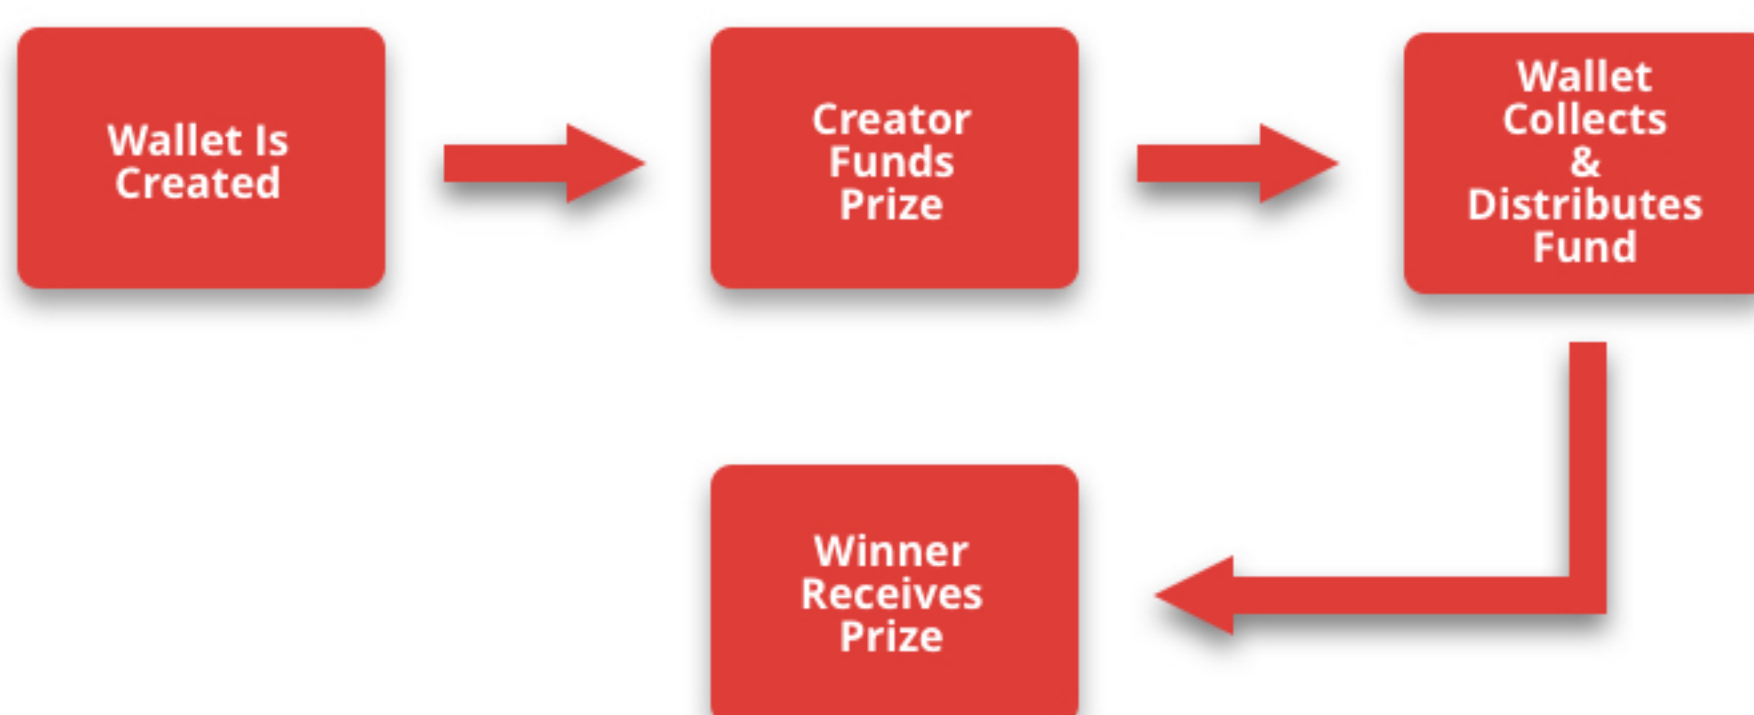 Wallet Is
Created
Creator
Funds
Prize
Wallet
Collects
&
Distributes
Fund
Winner
Receives
Prize